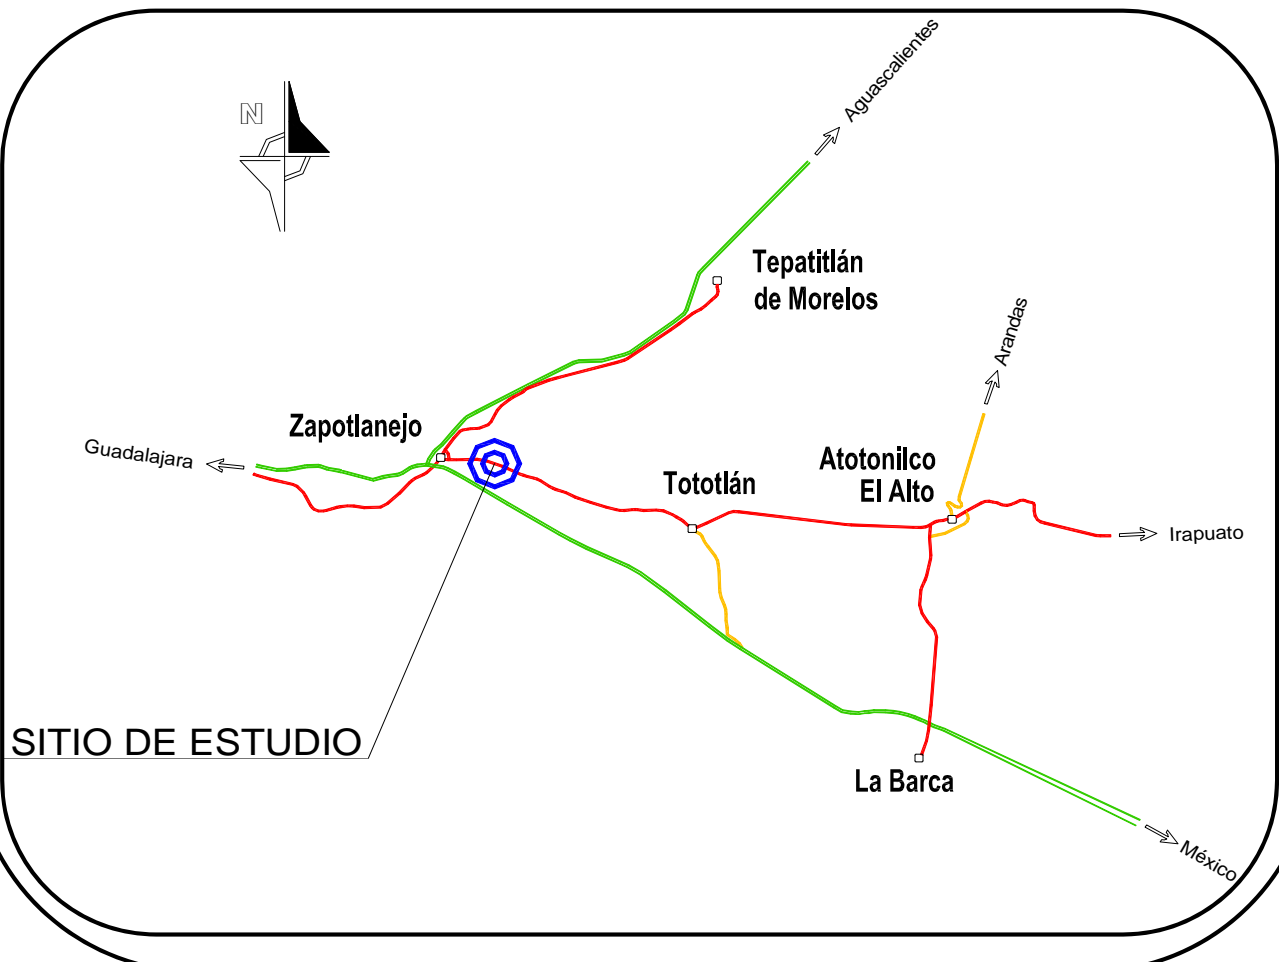 Aguascalientes
N
Tepatitlán
de Morelos
Arandas
Zapotlanejo
Guadalajara
Atotonilco
El Alto
Tototlán
Irapuato
SITIO DE ESTUDIO
La Barca
México